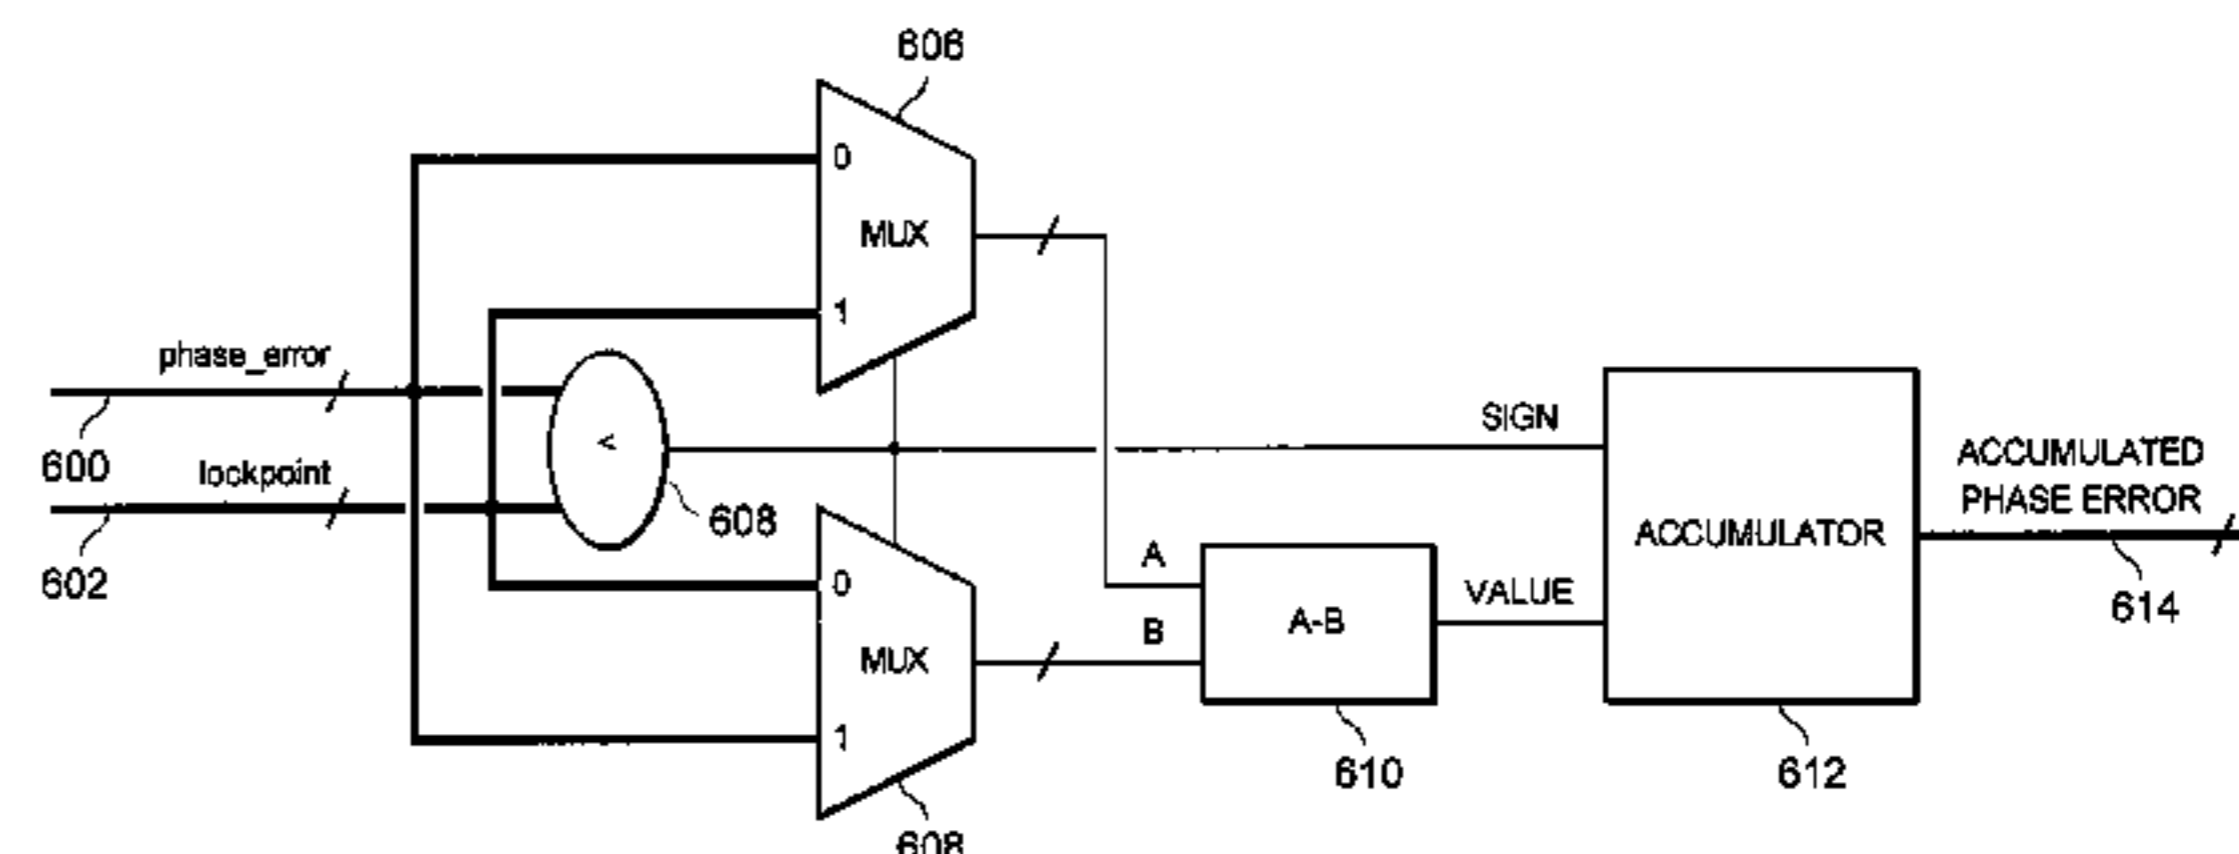 606
0
MUX
1
phase_error
600
lockpoint
602
<
608
SIGN
ACCUMULATED
PHASE ERROR
614
ACCUMULATOR
A
B
A-B
VALUE
610
612
0
MUX
1
608